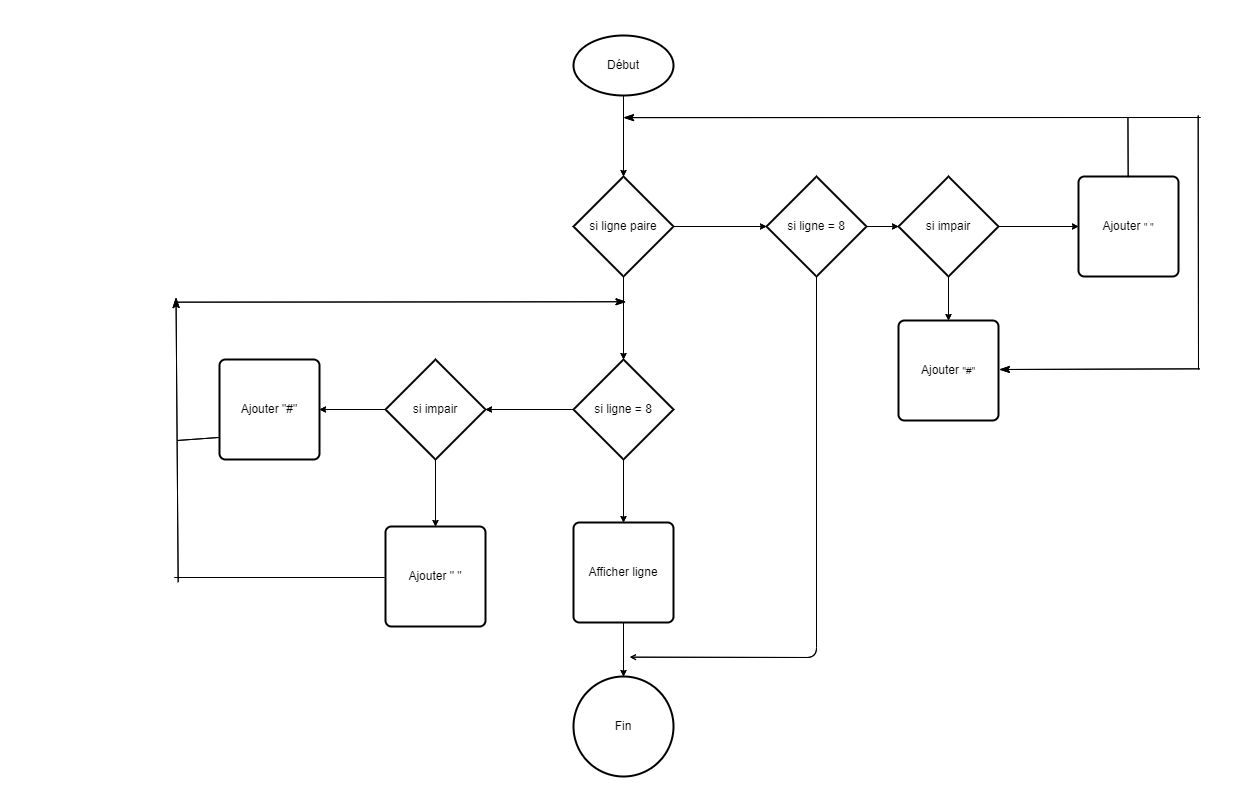 Début
si ligne paire
si ligne = 8
si impair
Ajouter " "
Ajouter "#"
Ajouter "#"
si impair
si ligne = 8
Ajouter " "
Afficher ligne
Fin